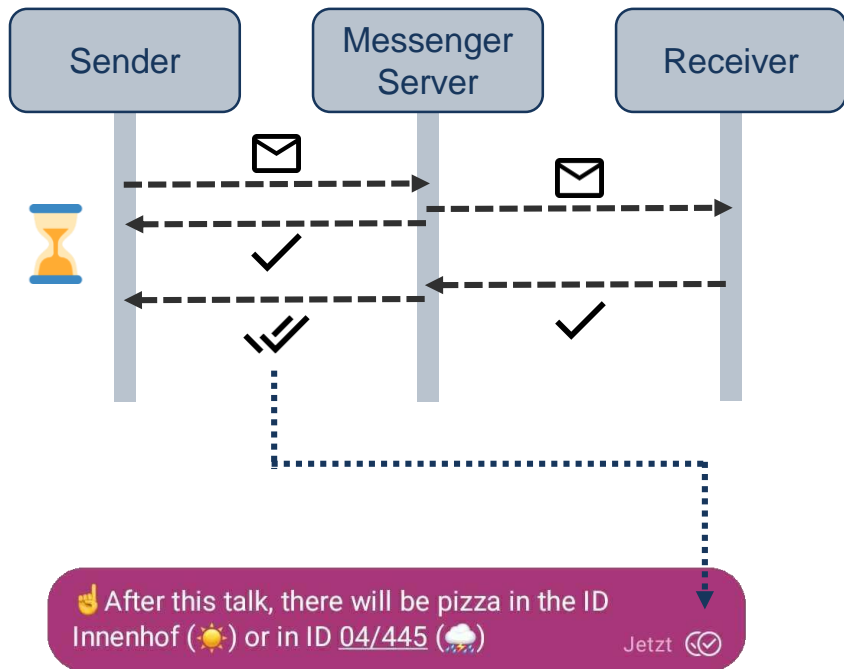 Sender
Messenger
Server
Receiver
☝️After this talk, there will be pizza in the ID
Innenhof (☀️) or in ID 04/445 (⛈️)
Jetzt